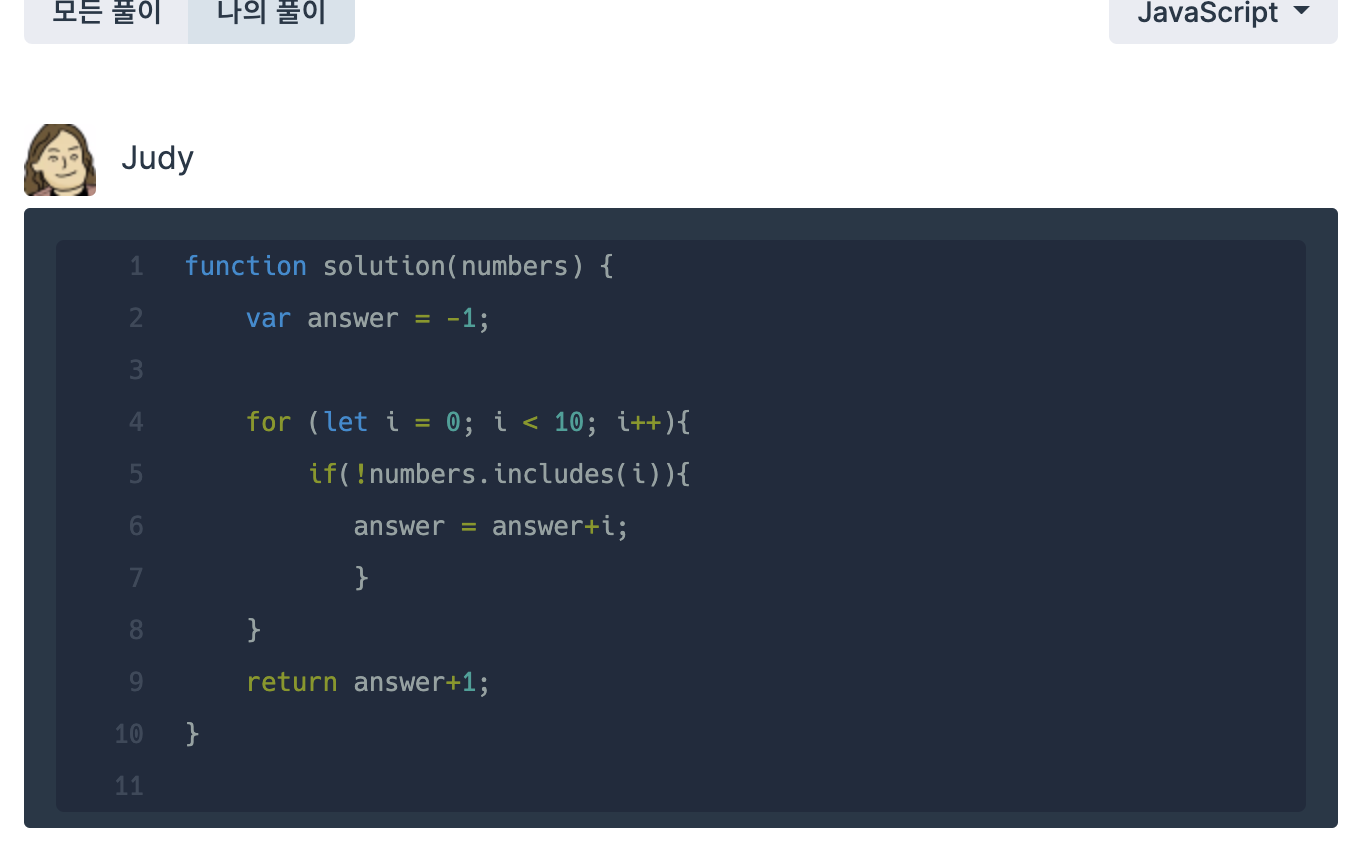 모든 풀이 나의 풀이 JavaScript
Judy
1 function solution(numbers) {
2 var answer = -1;
3
4 for (let i = 0; i < 10; i++){
5 if(!numbers.includes(i)){
6 answer = answer+i;
7 }
8 }
9 return answer+1;
10 }
11